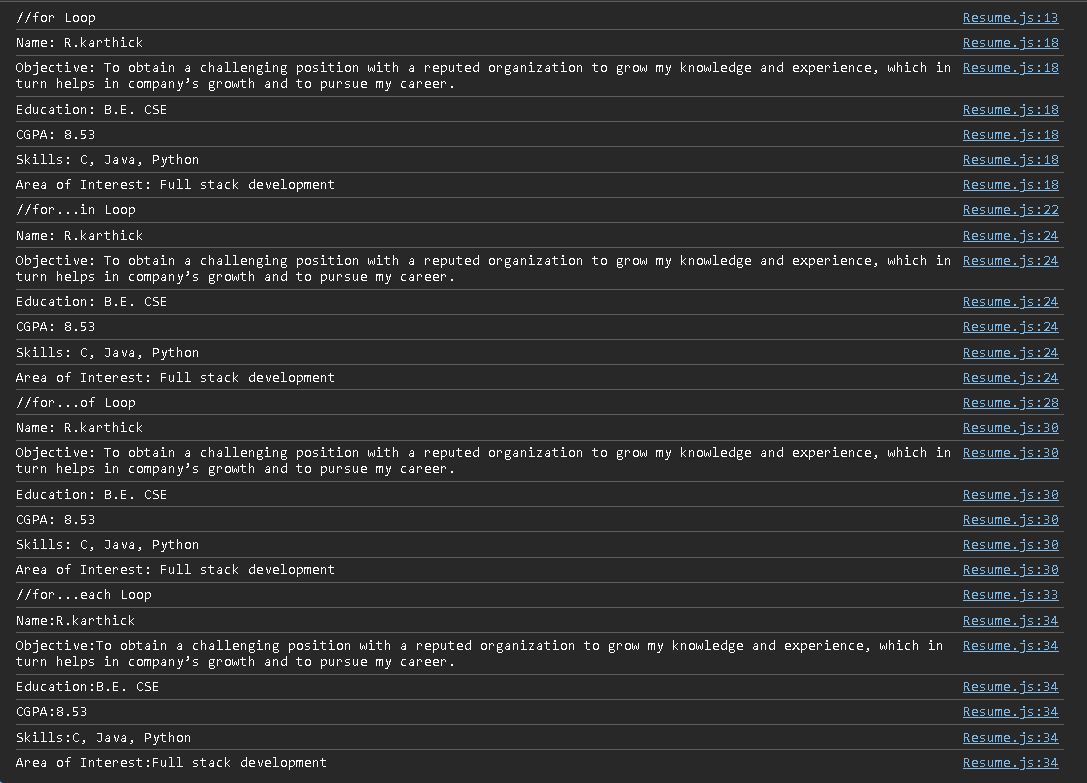 //for Loop Resume.js:13
Name: R.karthick Resume.js:18
Objective: To obtain a challenging position with a reputed organization to grow my knowledge and experience, which in Resume.js:18
turn helps in company’s growth and to pursue my career.
Education: B.E. CSE Resume.js:18
CGPA: 8.53 Resume.js:18
Skills: C, Java, Python Resume.js:18
Area of Interest: Full stack development Resume.js:18
//for...in Loop Resume.js:22
Name: R.karthick Resume.js:24
Objective: To obtain a challenging position with a reputed organization to grow my knowledge and experience, which in Resume.js:24
turn helps in company’s growth and to pursue my career.
Education: B.E. CSE Resume.js:24
CGPA: 8.53 Resume.js:24
Skills: C, Java, Python Resume.js:24
Area of Interest: Full stack development Resume.js:24
//for...of Loop Resume.js:28
Name: R.karthick Resume.js:30
Objective: To obtain a challenging position with a reputed organization to grow my knowledge and experience, which in Resume.js:30
turn helps in company’s growth and to pursue my career.
Education: B.E. CSE Resume.js:30
CGPA: 8.53 Resume.js:30
Skills: C, Java, Python Resume.js:30
Area of Interest: Full stack development Resume.js:30
//for...each Loop Resume.js:33
Name:R.karthick Resume.js:34
Objective:To obtain a challenging position with a reputed organization to grow my knowledge and experience, which in Resume.js:34
turn helps in company’s growth and to pursue my career.
Education:B.E. CSE Resume.js:34
CGPA:8.53 Resume.js:34
Skills:C, Java, Python Resume.js:34
Area of Interest:Full stack development Resume.js:34